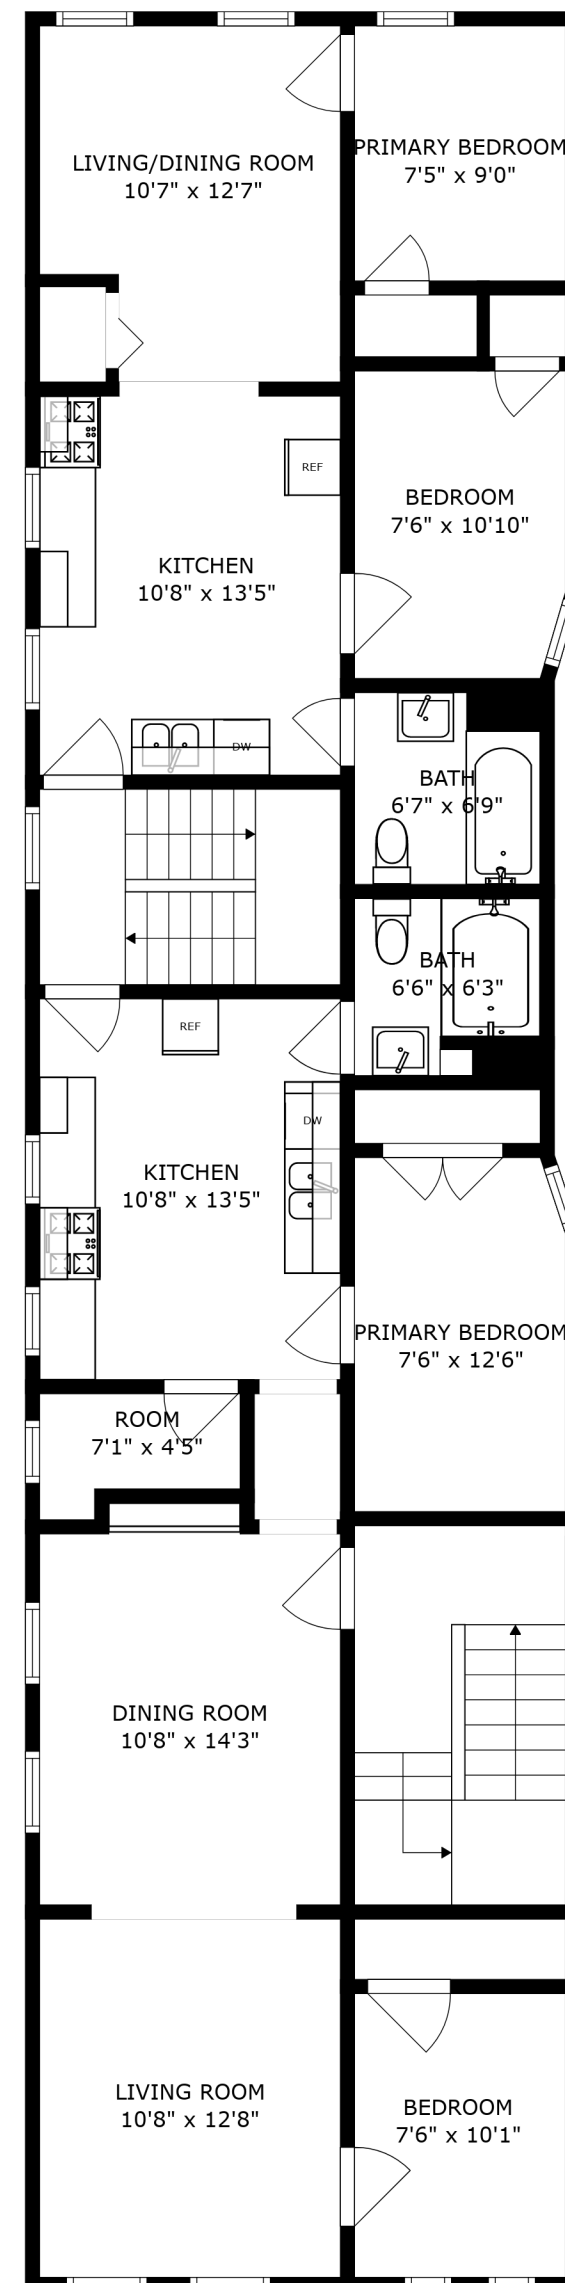 PRIMARY BEDROOM
7'5" x 9'0"
LIVING/DINING ROOM
10'7" x 12'7"
REF
BEDROOM
7'6" x 10'10"
KITCHEN
10'8" x 13'5"
DW
BATH
6'7" x 6'9"
BATH
6'6" x 6'3"
REF
DW
KITCHEN
10'8" x 13'5"
PRIMARY BEDROOM
7'6" x 12'6"
ROOM
7'1" x 4'5"
DINING ROOM
10'8" x 14'3"
LIVING ROOM
10'8" x 12'8"
BEDROOM
7'6" x 10'1"